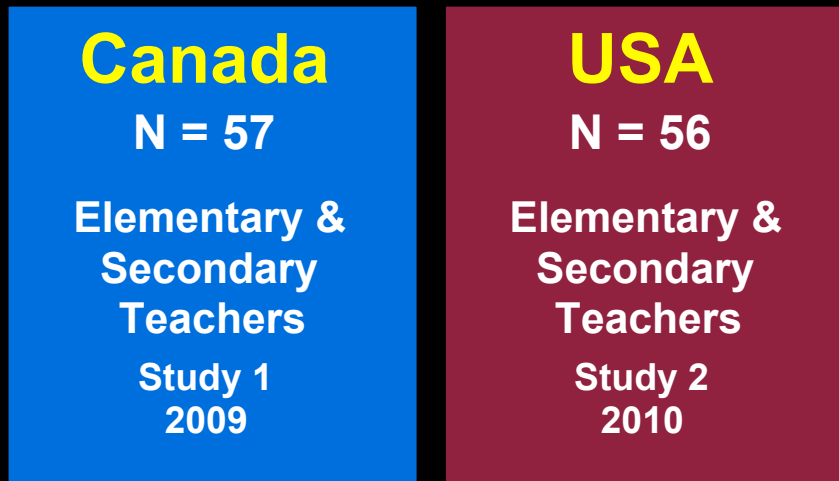 Canada
N = 57
Elementary &
Secondary
Teachers
Study 1
2009
USA
N = 56
Elementary &
Secondary
Teachers
Study 2
2010